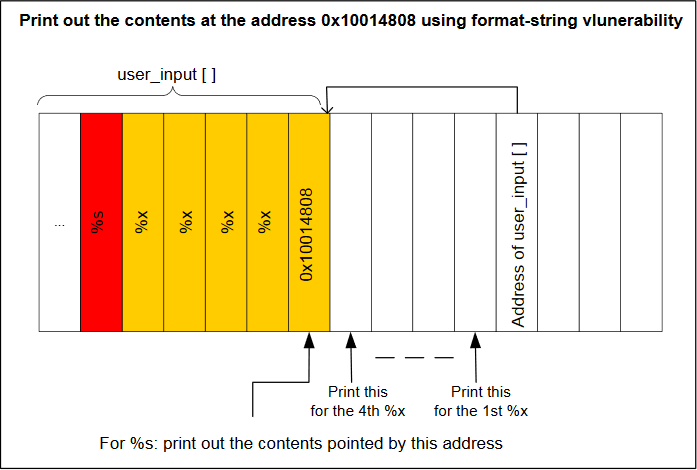 Print out the contents at the address 0x10014808 using format-string vlunerability
user_input [ ]
...
%s
%x
%x
%x
%x
0x10014808
Address of user_input [ ]
Print this
for the 4th %x
Print this
for the 1st %x
For %s: print out the contents pointed by this address